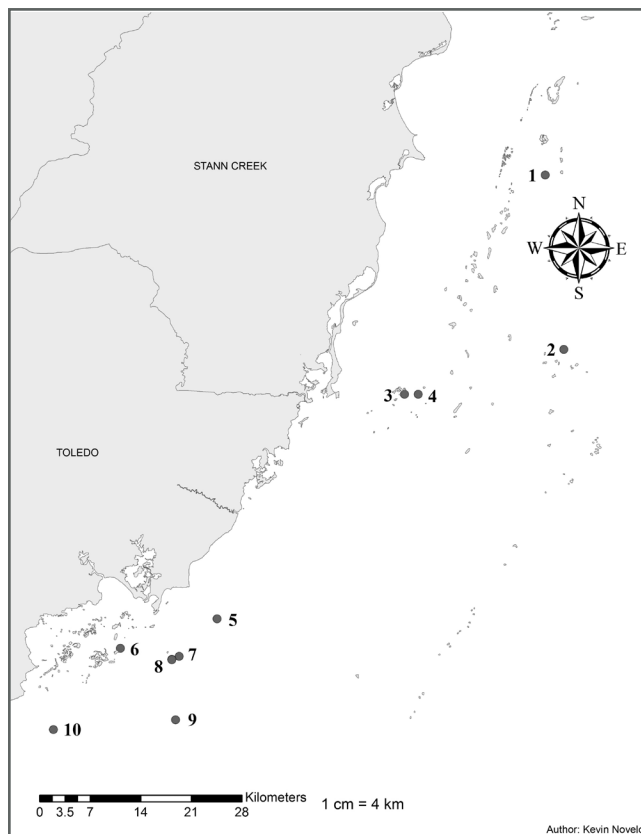 STANN CREEK
1
N
W E
S
2
3 4
TOLEDO
5
6
7
8
9
10
Kilometers
0 3.5 7 14 21 28
1 cm = 4 km
Author: Kevin Novelo